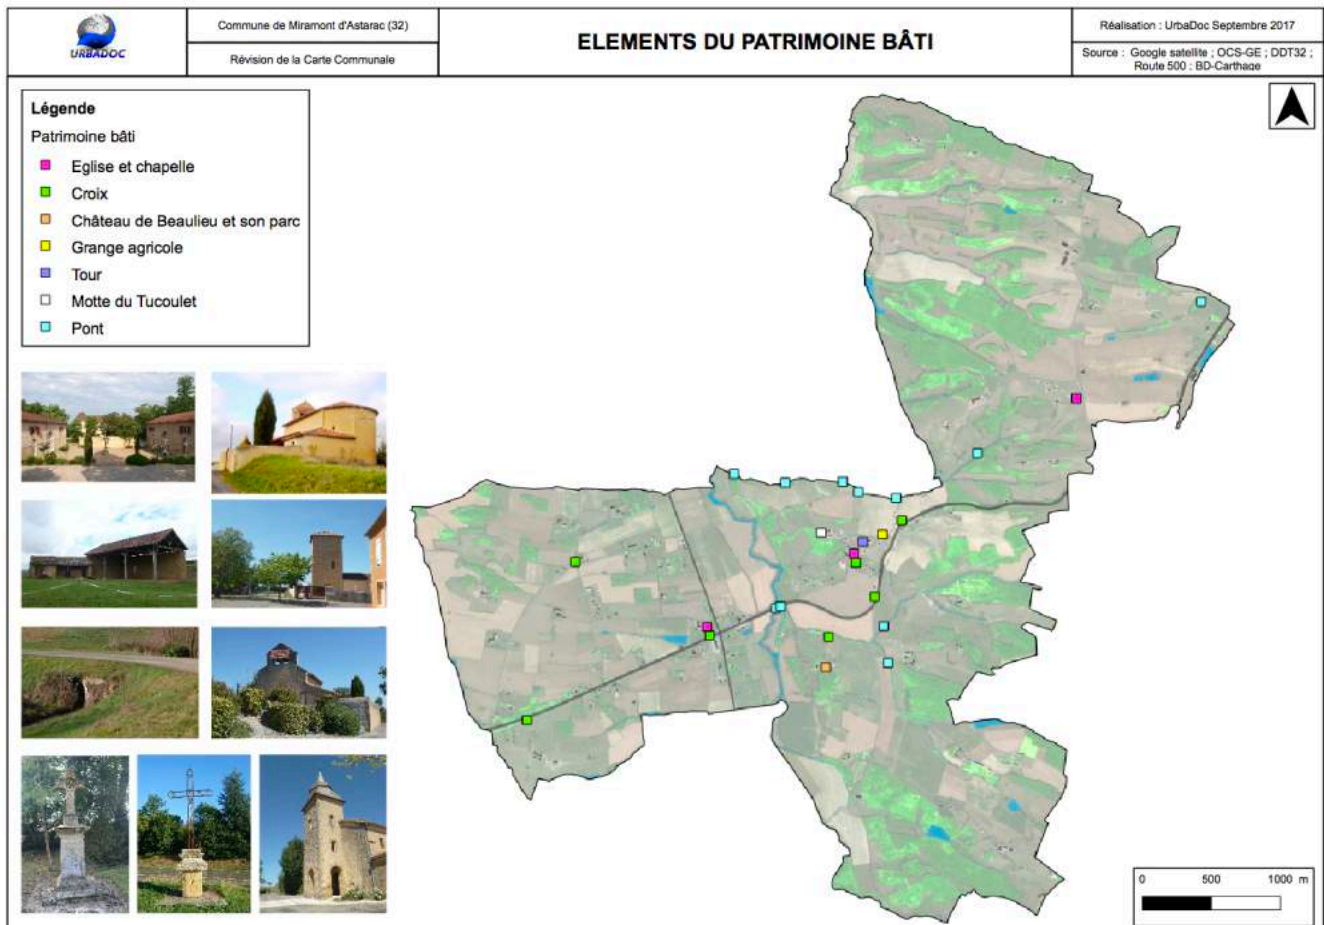 URBADOC
Commune de Miramont d'Astarac (32)
Révision de la Carte Communale
ELEMENTS DU PATRIMOINE BÂTI
Réalisation : UrbaDoc Septembre 2017
Source : Google satellite ; OCS-GE ; DDT32 ;
Route 500 ; BD-Carthage
Légende
Patrimoine bâti
Eglise et chapelle
Croix
Château de Beaulieu et son parc
Grange agricole
Tour
Motte du Tucoulet
Pont
0 500 1000 m